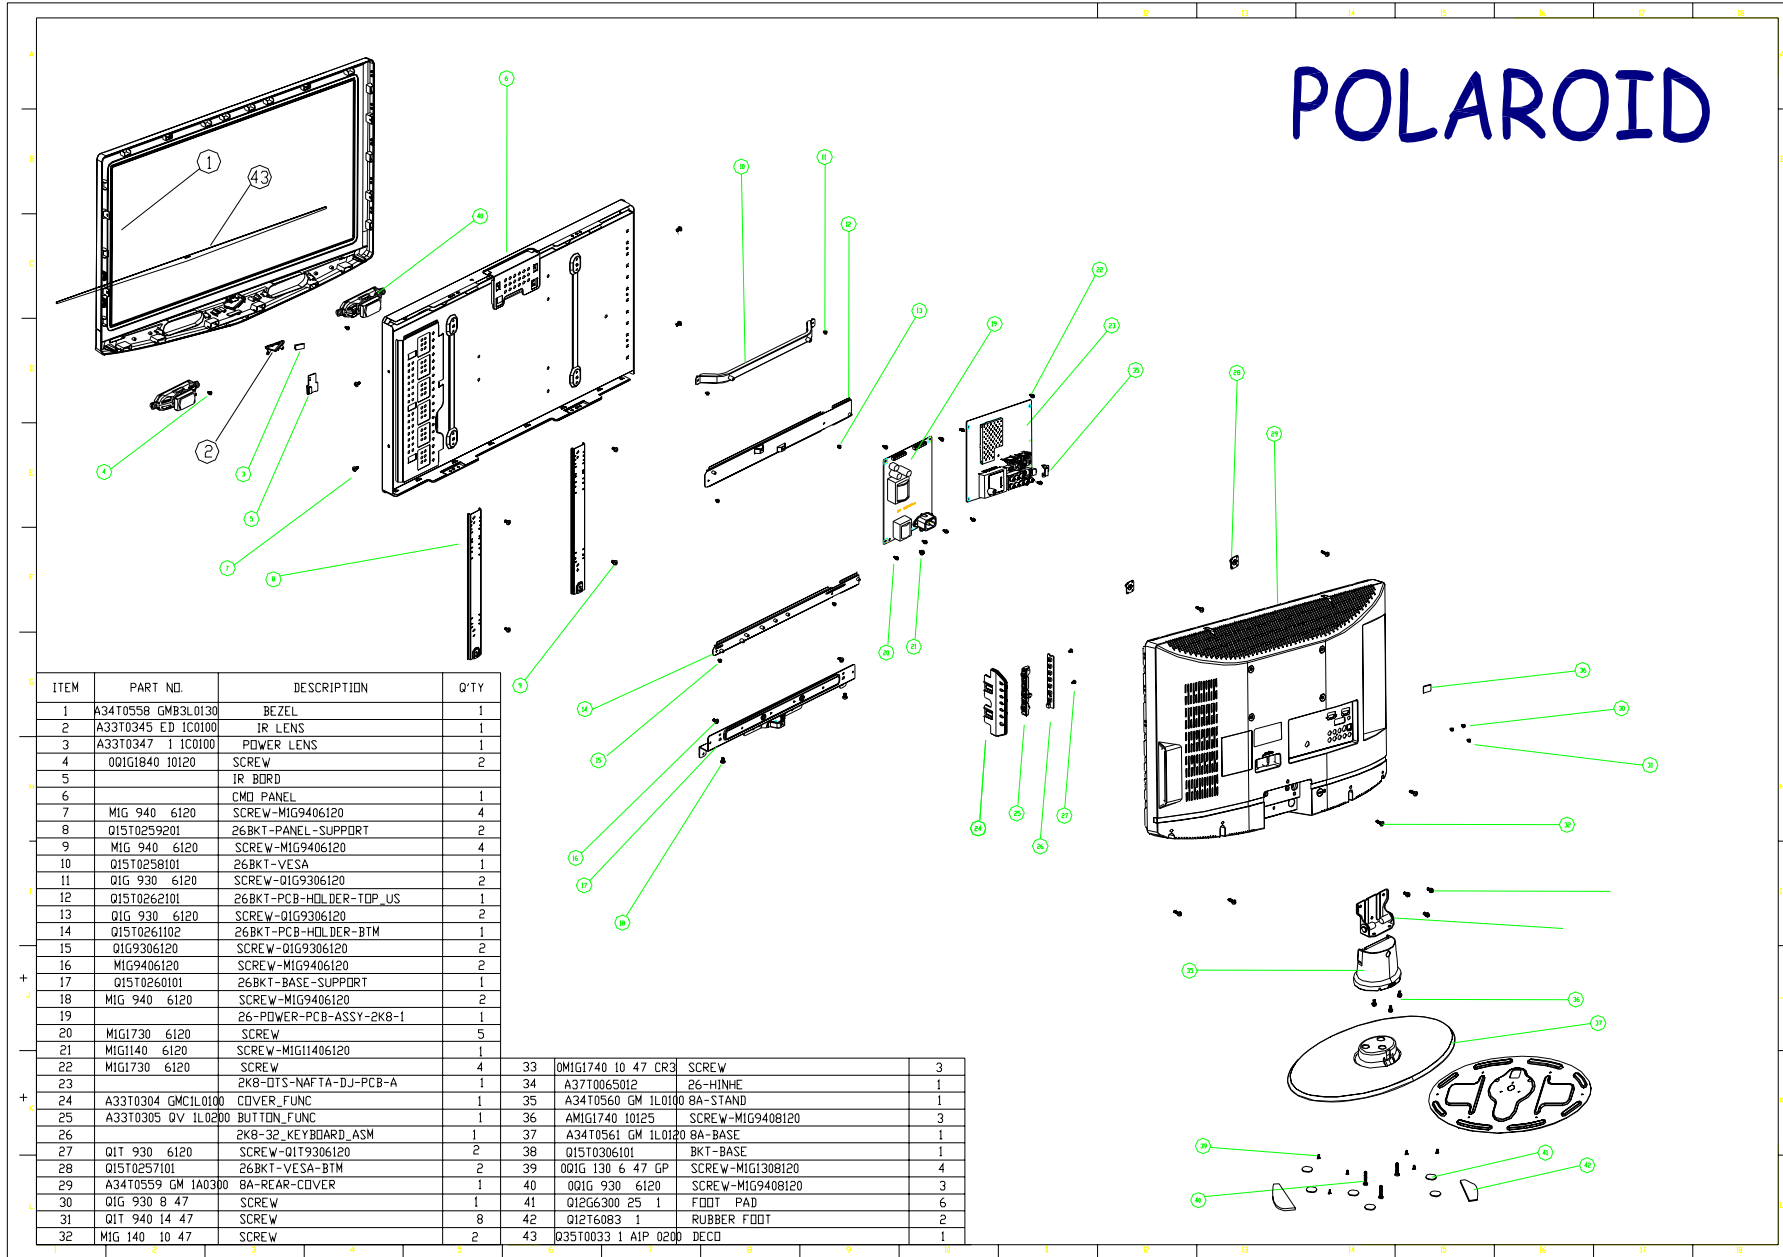 POLAROID
ITEM PART NO. DESCRIPTION Q'TY
1 A34T0558 GMB3L0130 BEZEL 1
2 A33T0345 ED 1C0100 IR LENS 1
3 A33T0347 1 1C0100 POWER LENS 1
4 0Q1G1840 10120 SCREW 2
5 IR BORD
6 CMO PANEL 1
7 M1G 940 6120 SCREW-M1G9406120 4
8 Q15T0259201 26BKT-PANEL-SUPPORT 2
9 M1G 940 6120 SCREW-M1G9406120 4
10 Q15T0258101 26BKT-VESA 1
11 Q1G 930 6120 SCREW-Q1G9306120 2
12 Q15T0262101 26BKT-PCB-HOLDER-TOP_US 1
13 Q1G 930 6120 SCREW-Q1G9306120 2
14 Q15T0261102 26BKT-PCB-HOLDER-BTM 1
15 Q1G9306120 SCREW-Q1G9306120 2
16 M1G9406120 SCREW-M1G9406120 2
17 Q15T0260101 26BKT-BASE-SUPPORT 1
18 M1G 940 6120 SCREW-M1G9406120 2
19 26-POWER-PCB-ASSY-2K8-1 1
20 M1G1730 6120 SCREW 5
21 M1G1140 6120 SCREW-M1G11406120 1
22 M1G1730 6120 SCREW 4
23 2K8-DTS-NAFTA-DJ-PCB-A 1
24 A33T0304 GMC1L0100 COVER_FUNC 1
25 A33T0305 QV 1L0200 BUTTON_FUNC 1
26 2K8-32_KEYBOARD_ASM 1
27 Q1T 930 6120 SCREW-Q1T9306120 2
28 Q15T0257101 26BKT-VESA-BTM 2
29 A34T0559 GM 1A0300 8A-REAR-COVER 1
30 Q1G 930 8 47 SCREW 1
31 Q1T 940 14 47 SCREW 8
32 M1G 140 10 47 SCREW 2
33 0M1G1740 10 47 CR3 SCREW 3
34 A37T0065012 26-HINHE 1
35 A34T0560 GM 1L0100 8A-STAND 1
36 AM1G1740 10125 SCREW-M1G9408120 3
37 A34T0561 GM 1L0120 8A-BASE 1
38 Q15T0306101 BKT-BASE 1
39 0Q1G 130 6 47 GP SCREW-M1G1308120 4
40 0Q1G 930 6120 SCREW-M1G9408120 3
41 Q12G6300 25 1 FOOT PAD 6
42 Q12T6083 1 RUBBER FOOT 2
43 Q35T0033 1 A1P 0200 DECO 1
1
43
2